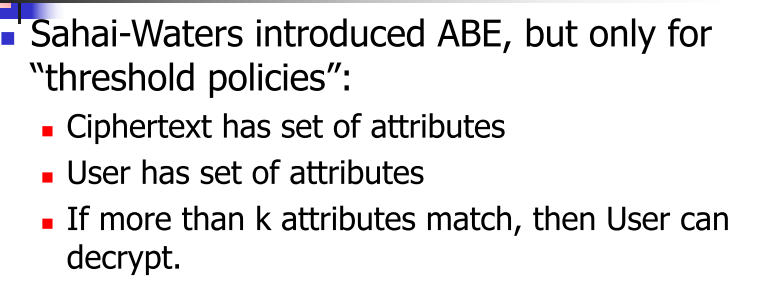 Sahai-Waters introduced ABE, but only for
“threshold policies”:
Ciphertext has set of attributes
User has set of attributes
If more than k attributes match, then User can
decrypt.